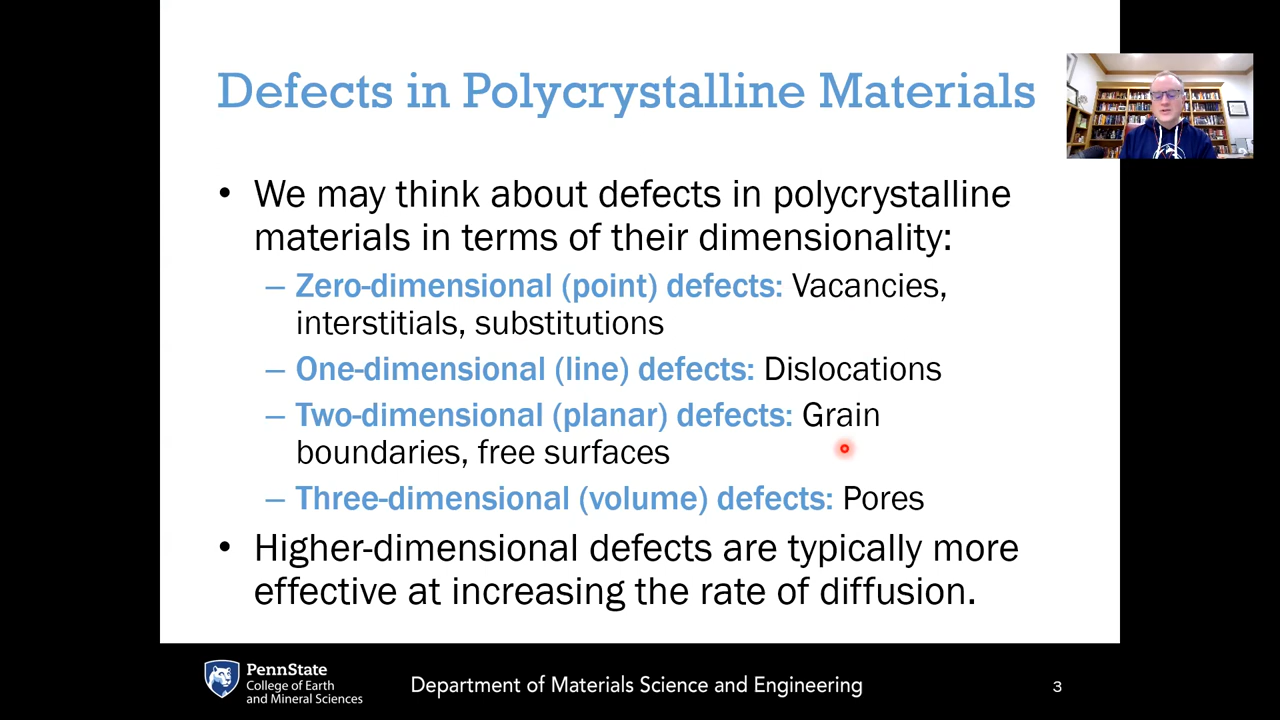 Defects in Polycrystalline Materials
• We may think about defects in polycrystalline
materials in terms of their dimensionality:
– Zero-dimensional (point) defects: Vacancies,
interstitials, substitutions
– One-dimensional (line) defects: Dislocations
– Two-dimensional (planar) defects: Grain
boundaries, free surfaces
– Three-dimensional (volume) defects: Pores
• Higher-dimensional defects are typically more
effective at increasing the rate of diffusion.
PennState
College of Earth
and Mineral Sciences
Department of Materials Science and Engineering
3